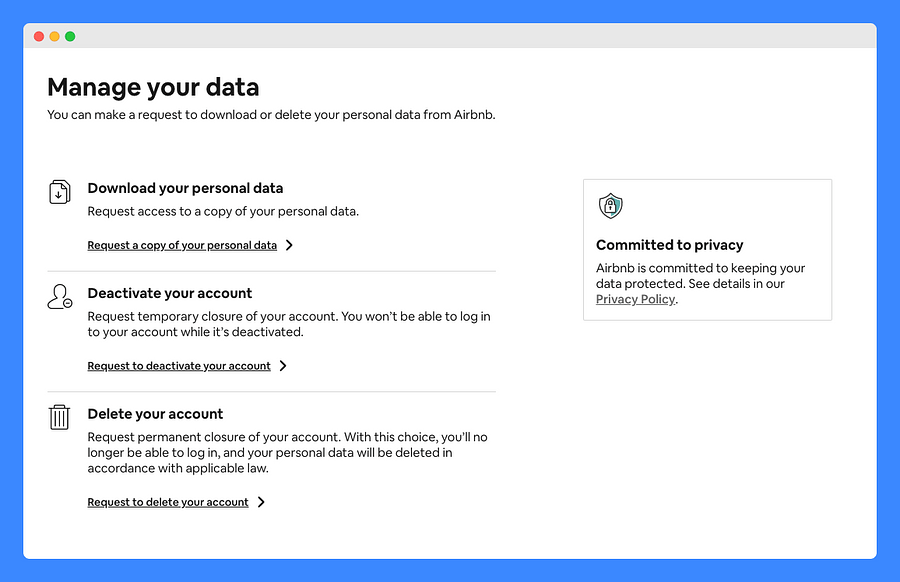 Manage your data
You can make a request to download or delete your personal data from Airbnb.
Download your personal data
Request access to a copy of your personal data.
Request a copy of your personal data
Deactivate your account
Request temporary closure of your account. You won’t be able to log in
to your account while it’s deactivated.
Request to deactivate your account
Delete your account
Request permanent closure of your account. With this choice, you’ll no
longer be able to log in, and your personal data will be deleted in
accordance with applicable law.
Request to delete your account
Committed to privacy
Airbnb is committed to keeping your
data protected. See details in our
Privacy Policy.